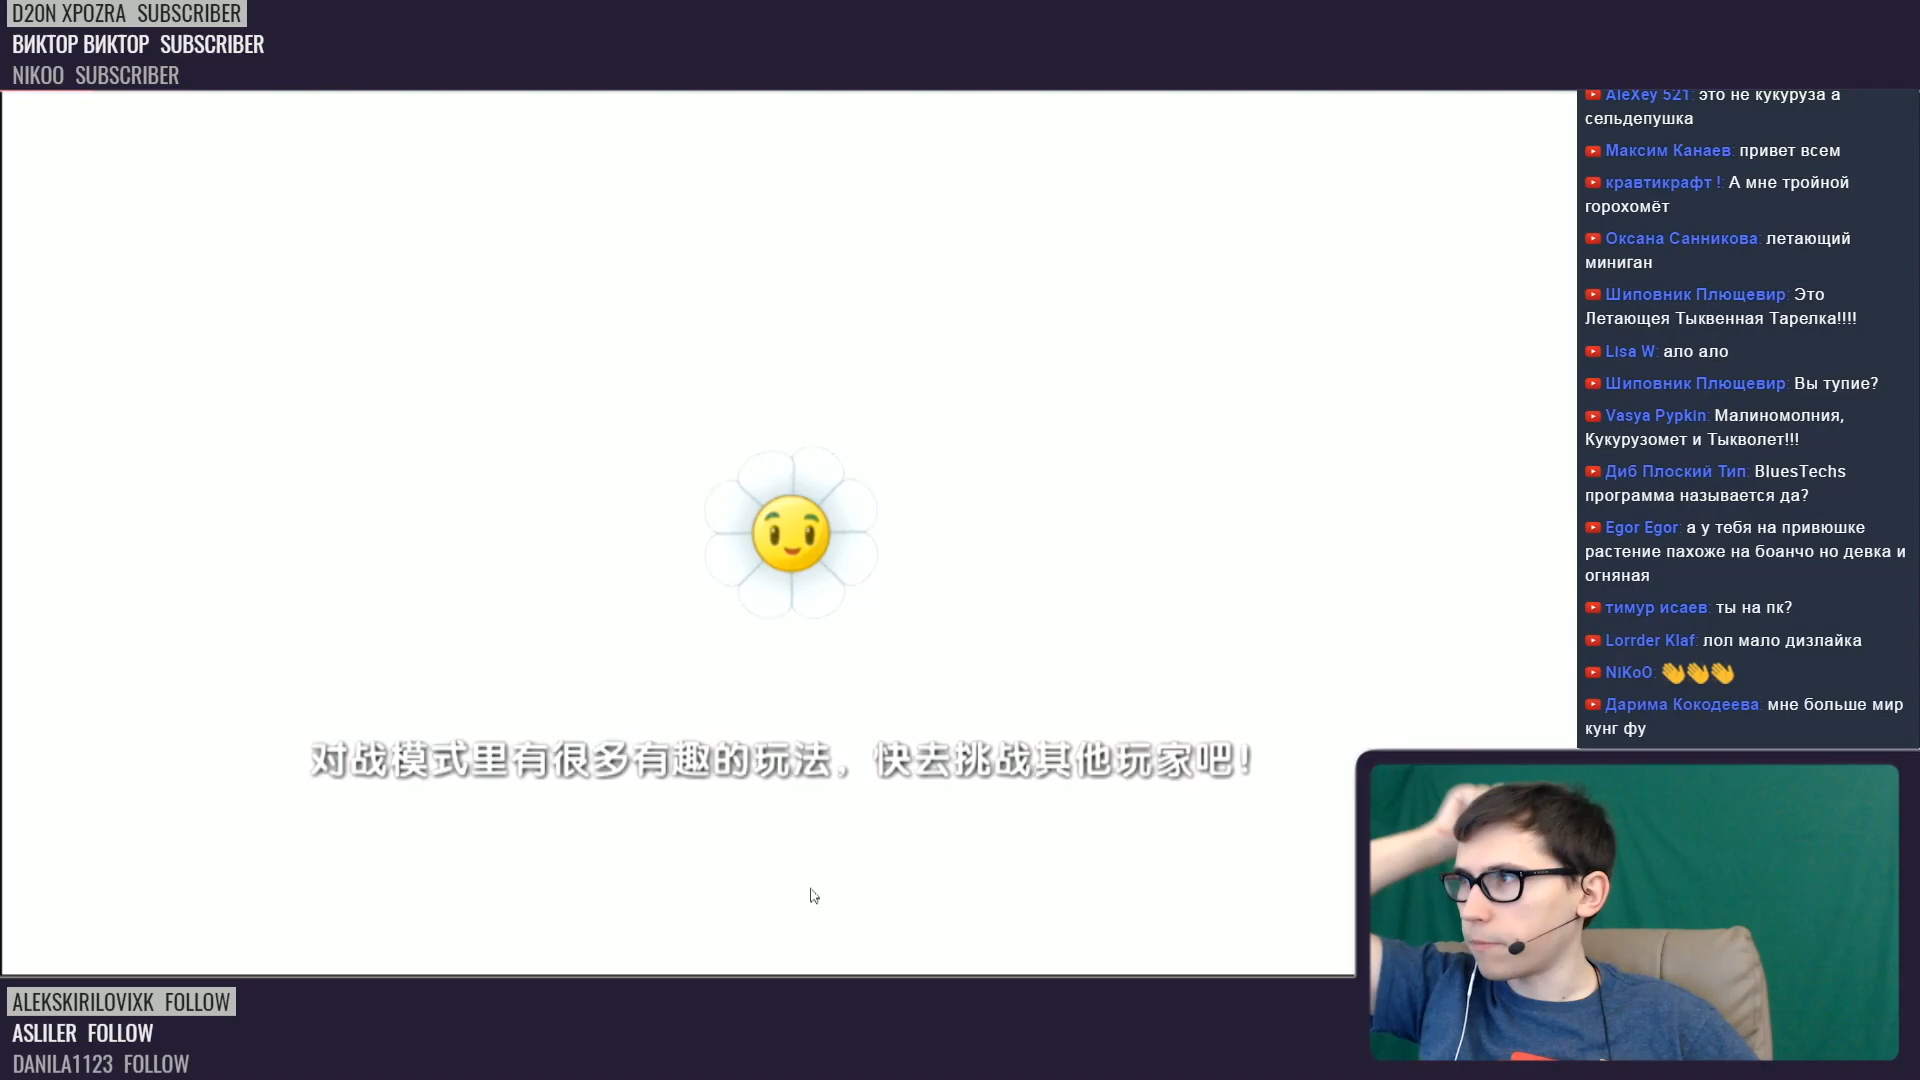 D20N XPOZRA SUBSCRIBER
ВИКТОР ВИКТОР SUBSCRIBER
NIKOO SUBSCRIBER
AleXey 521: это не кукуруза а
сельдепушка
Максим Канаев: привет всем
кравтикрафт !: А мне тройной
горохомёт
Оксана Санникова: летающий
миниган
Шиповник Плющевир: Это
Летающея Тыквенная Тарелка!!!!
Lisa W: ало ало
Шиповник Плющевир: Вы тупие?
Vasya Pypkin: Малиномолния,
Кукурузомет и Тыкволет!!!
Диб Плоский Тип: BluesTechs
программа называется да?
Egor Egor: а у тебя на привюшке
растение пахоже на боанчо но девка и
огняная
тимур исаев: ты на пк?
Lorrder Klaf: лол мало дизлайка
NIKoO: 👋👋👋
Дарима Кокодеева: мне больше мир
кунг фу
对战模式里有很多有趣的玩法，快去挑战其他玩家吧！
ALEKSKIRILOVIXK FOLLOW
ASLILER FOLLOW
DANILA1123 FOLLOW